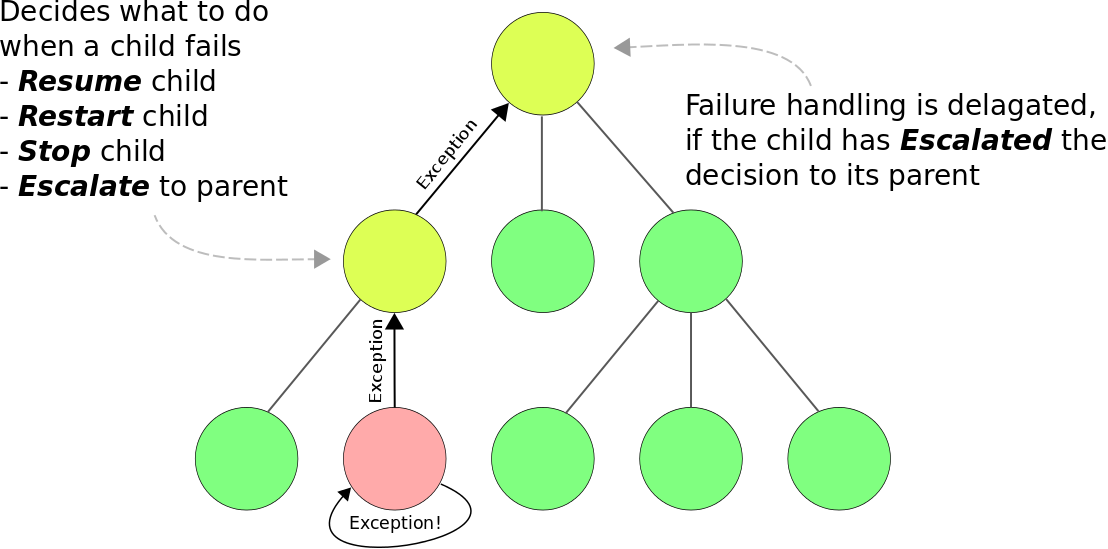 Decides what to do
when a child fails
- Resume child
- Restart child
- Stop child
- Escalate to parent
Failure handling is delagated,
if the child has Escalated the
decision to its parent
Exception
Exception
Exception!